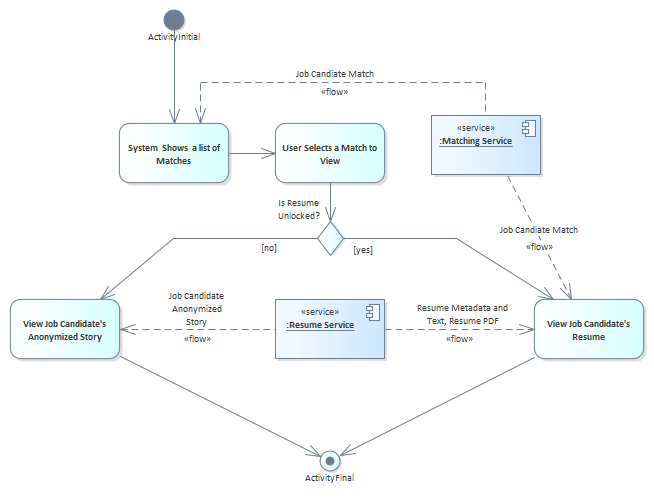 ActivityInitial
Job Candiate Match
«flow»
System Shows a list of
Matches
User Selects a Match to
View
«service»
:Matching Service
Is Resume
Unlocked?
Job Candiate Match
«flow»
[no]
[yes]
Job Candidate
Anonymized
Story
«flow»
«service»
:Resume Service
Resume Metadata and
Text, Resume PDF
«flow»
View Job Candidate's
Anonymized Story
View Job Candidate's
Resume
ActivityFinal